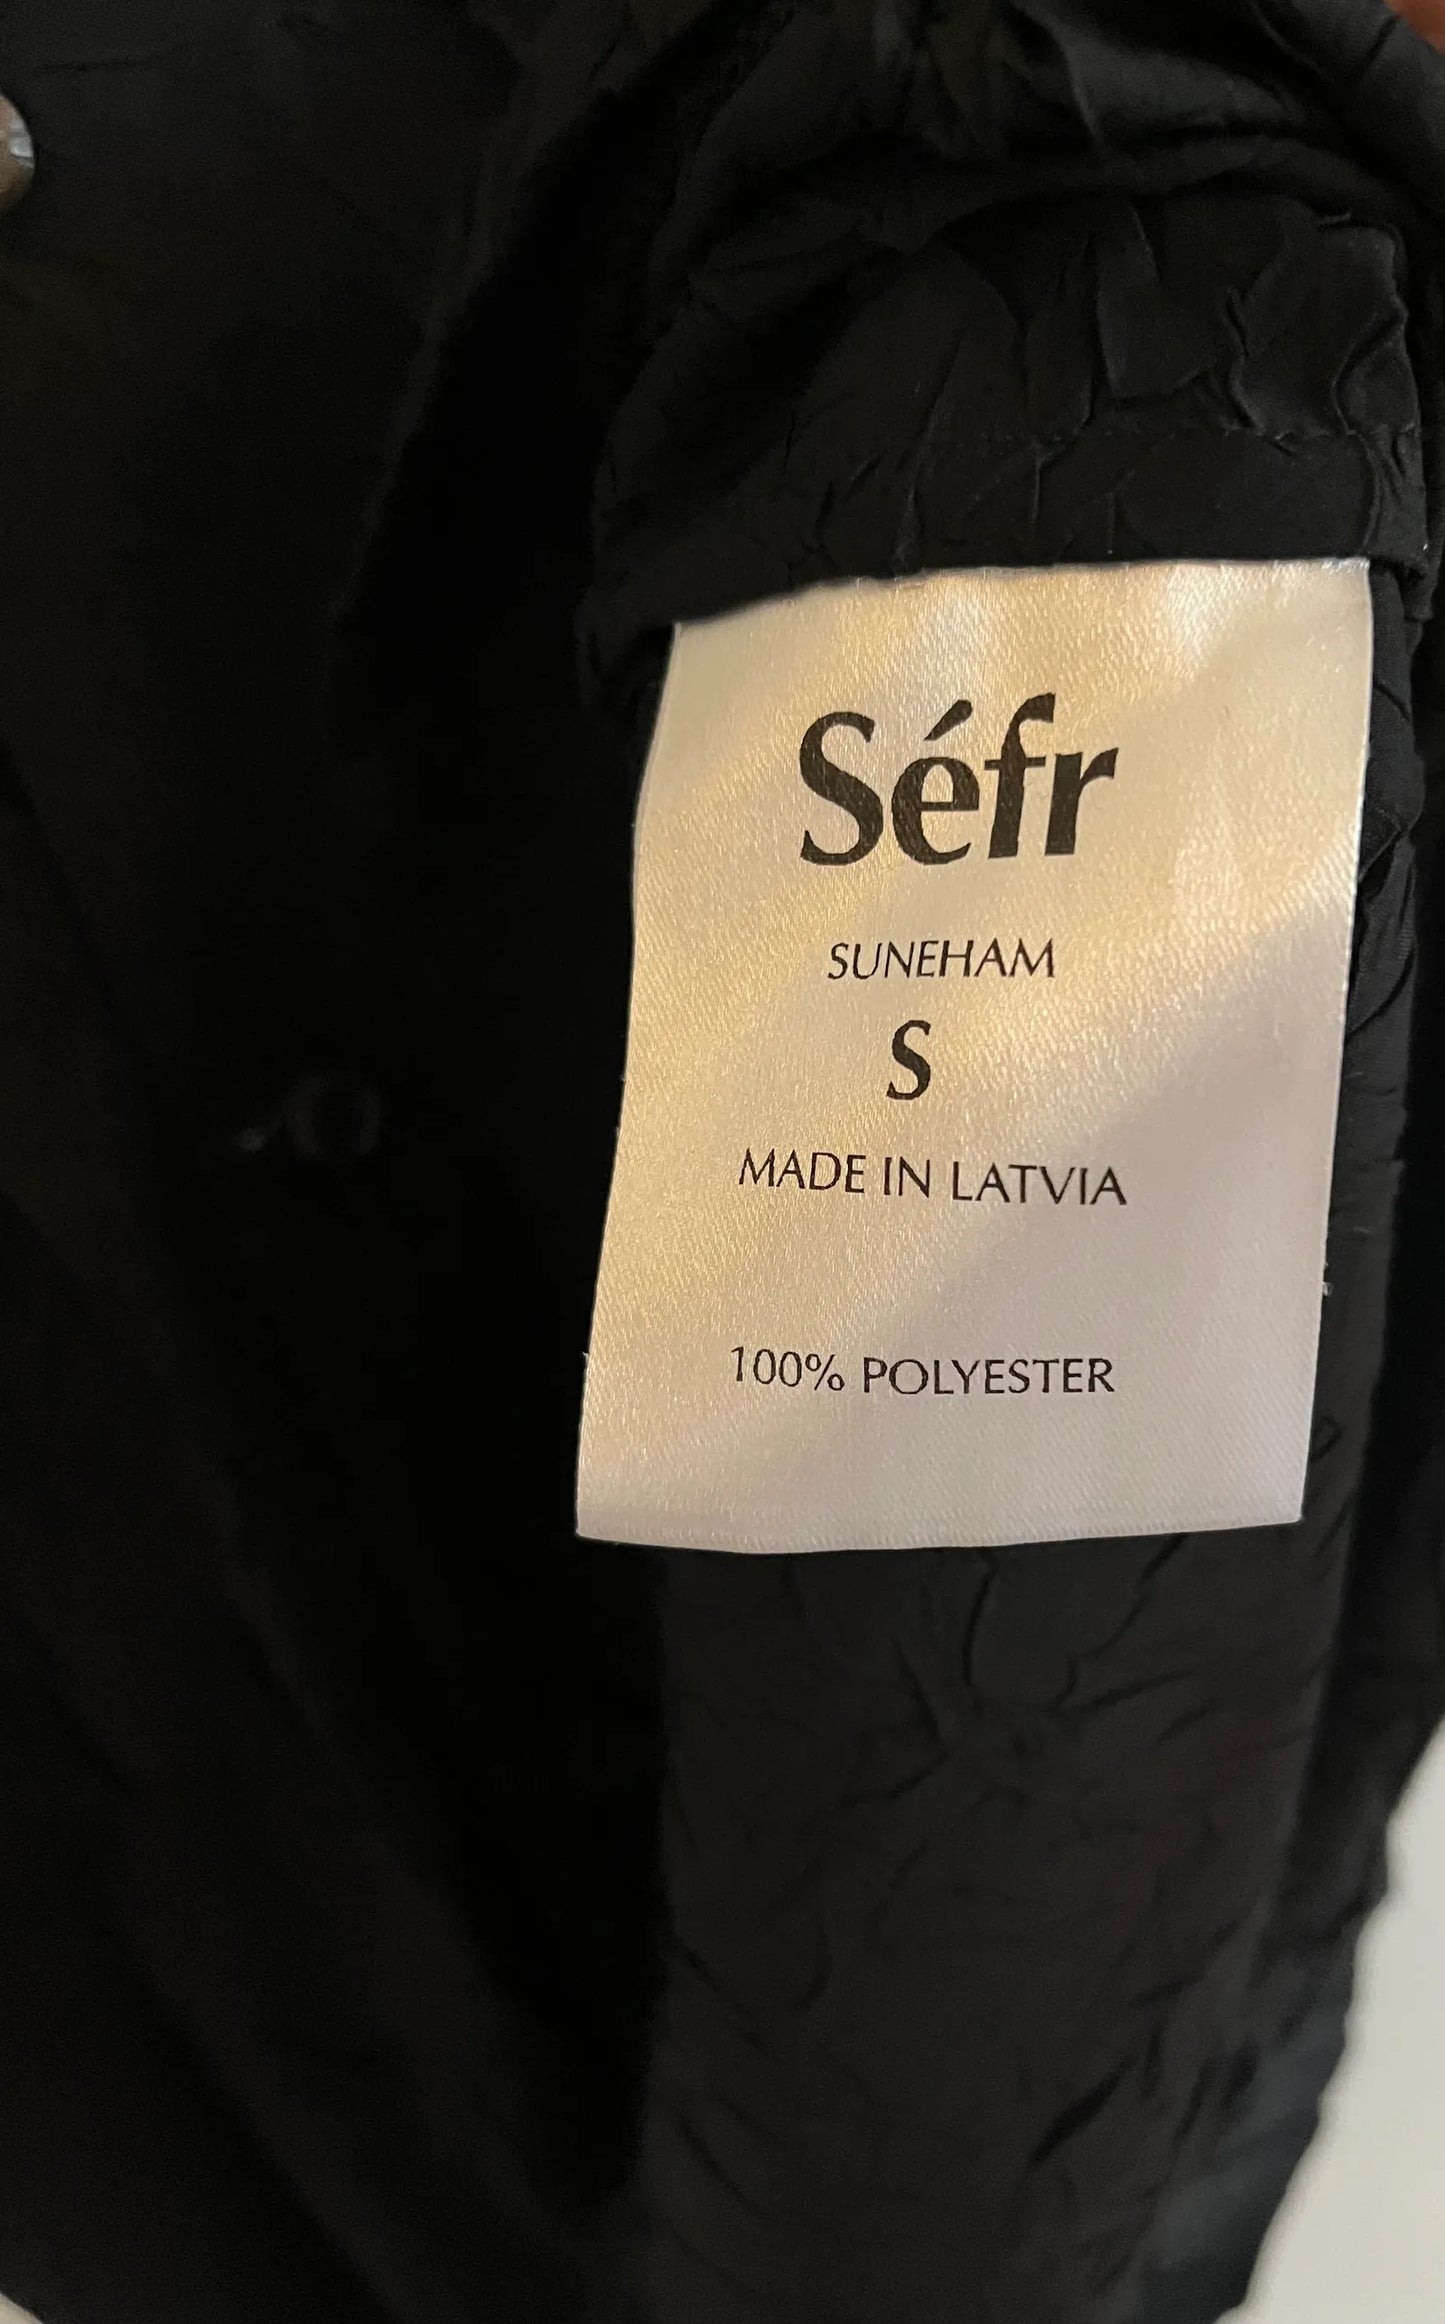 Séfr
SUNEHAM
S
MADE IN LATVIA
100% POLYESTER